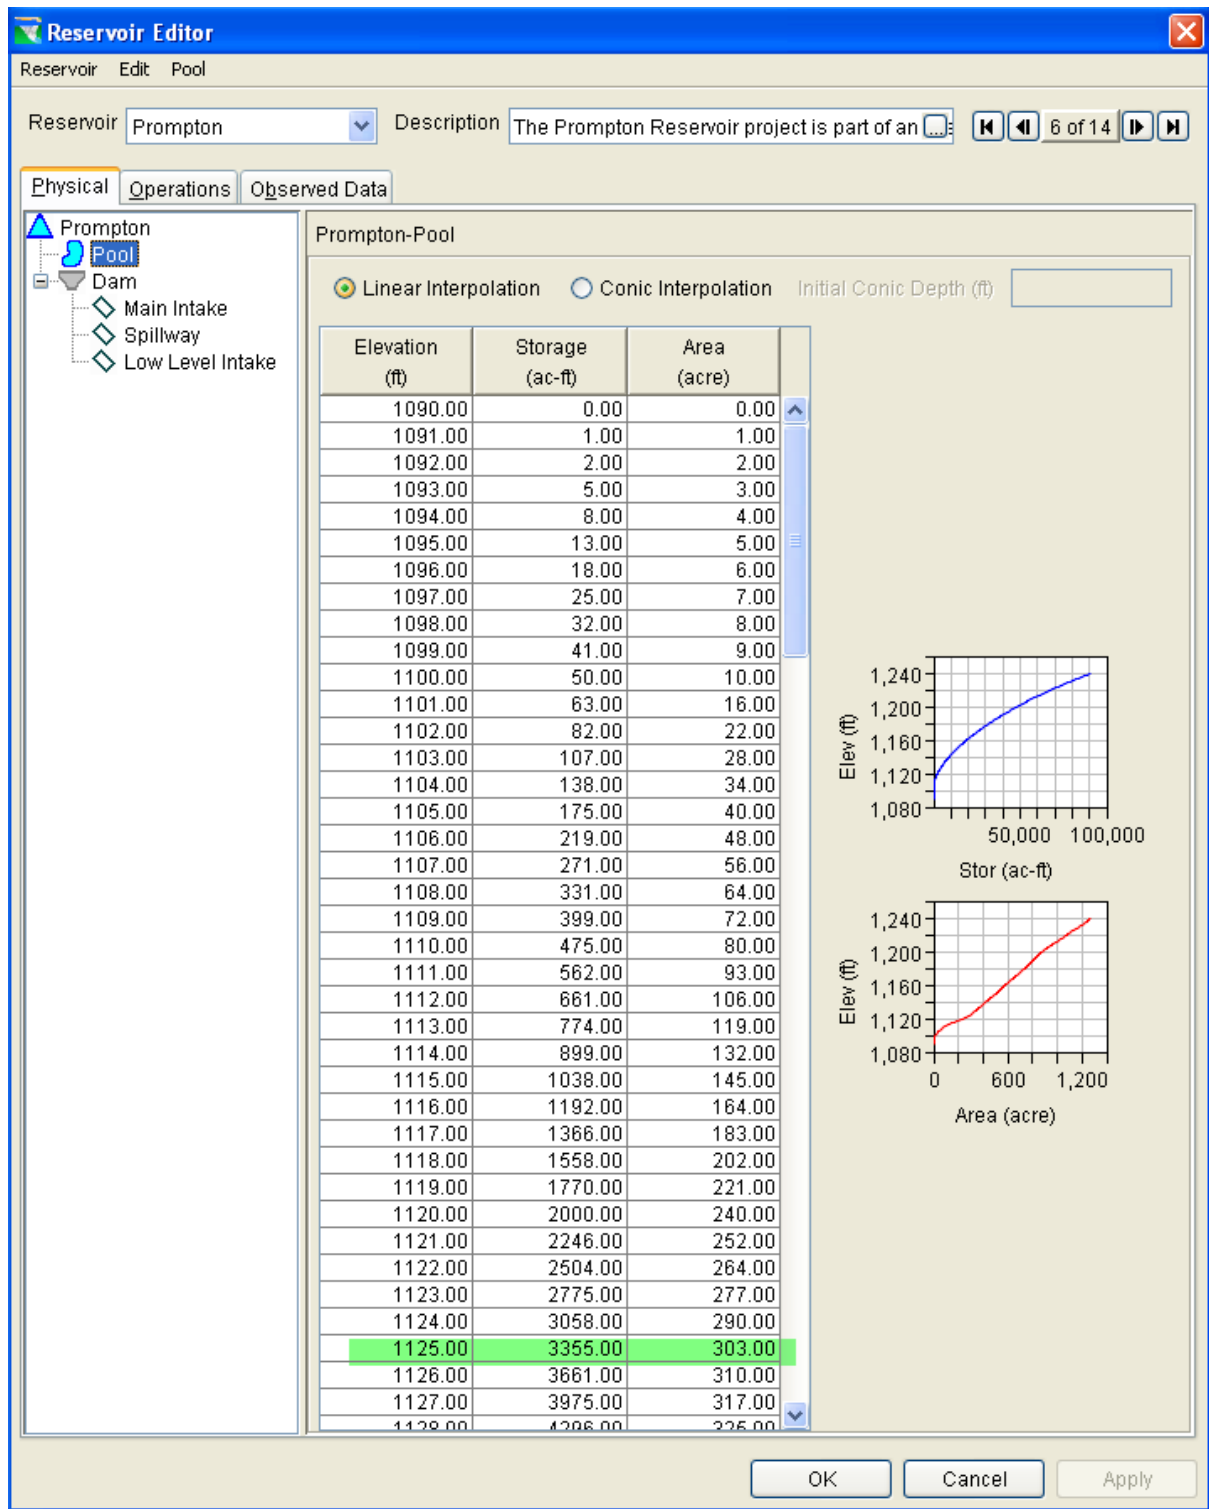 Reservoir Editor
Reservoir Edit Pool
Reservoir Prompton Description The Prompton Reservoir project is part of an ... 6 of 14
Physical Operations Observed Data
Prompton
Pool
Dam
Main Intake
Spillway
Low Level Intake
Prompton-Pool
Linear Interpolation Conic Interpolation Initial Conic Depth (ft)
Elevation (ft) Storage (ac-ft) Area (acre)
1090.00 0.00 0.00
1091.00 1.00 1.00
1092.00 2.00 2.00
1093.00 5.00 3.00
1094.00 8.00 4.00
1095.00 13.00 5.00
1096.00 18.00 6.00
1097.00 25.00 7.00
1098.00 32.00 8.00
1099.00 41.00 9.00
1100.00 50.00 10.00
1101.00 63.00 16.00
1102.00 82.00 22.00
1103.00 107.00 28.00
1104.00 138.00 34.00
1105.00 175.00 40.00
1106.00 219.00 48.00
1107.00 271.00 56.00
1108.00 331.00 64.00
1109.00 399.00 72.00
1110.00 475.00 80.00
1111.00 562.00 93.00
1112.00 661.00 106.00
1113.00 774.00 119.00
1114.00 899.00 132.00
1115.00 1038.00 145.00
1116.00 1192.00 164.00
1117.00 1366.00 183.00
1118.00 1558.00 202.00
1119.00 1770.00 221.00
1120.00 2000.00 240.00
1121.00 2246.00 252.00
1122.00 2504.00 264.00
1123.00 2775.00 277.00
1124.00 3058.00 290.00
1125.00 3355.00 303.00
1126.00 3661.00 310.00
1127.00 3975.00 317.00
Elev (ft)
1,240
1,200
1,160
1,120
1,080
50,000 100,000
Stor (ac-ft)
Elev (ft)
1,240
1,200
1,160
1,120
1,080
0 600 1,200
Area (acre)
OK Cancel Apply